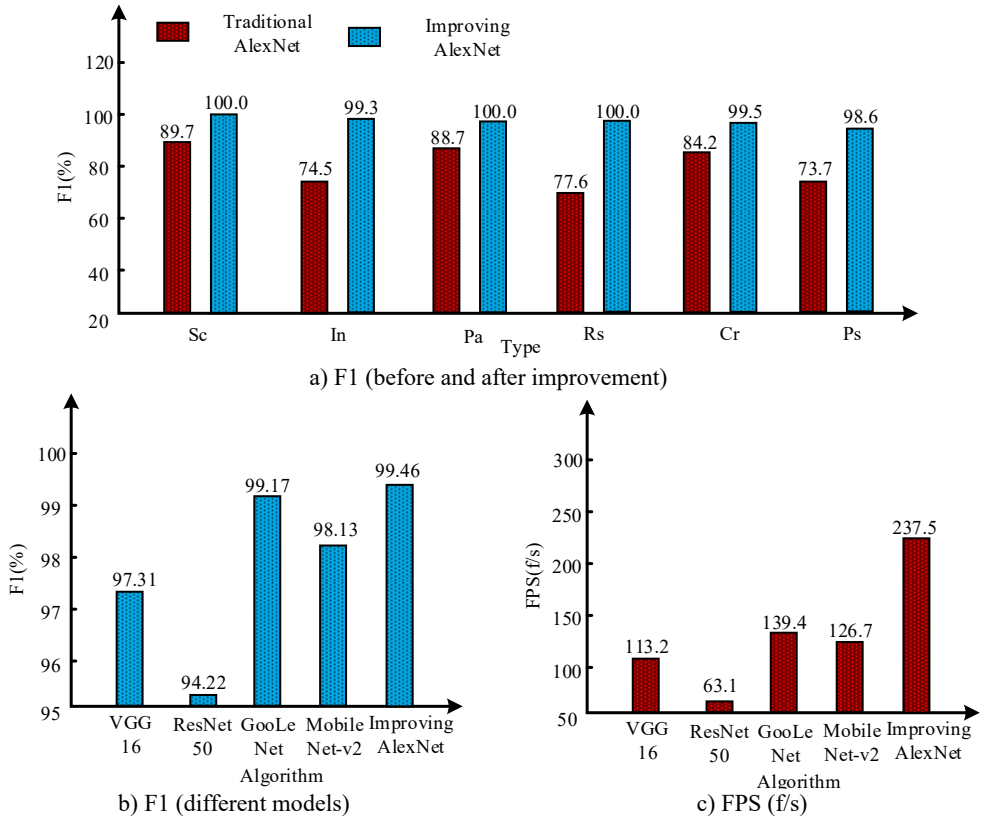 Traditional
AlexNet
Improving
AlexNet
F1(%)
120
100
80
60
40
20
89.7
100.0
74.5
99.3
88.7
100.0
77.6
100.0
84.2
99.5
73.7
98.6
Sc
In
Pa
Rs
Cr
Ps
Type
a) F1 (before and after improvement)
F1(%)
100
99
98
97
96
95
97.31
94.22
99.17
98.13
99.46
VGG
16
ResNet
50
GooLe
Net
Mobile
Net-v2
Improving
AlexNet
Algorithm
b) F1 (different models)
FPS(f/s)
300
250
200
150
100
50
113.2
63.1
139.4
126.7
237.5
VGG
16
ResNet
50
GooLe
Net
Mobile
Net-v2
Improving
AlexNet
Algorithm
c) FPS (f/s)